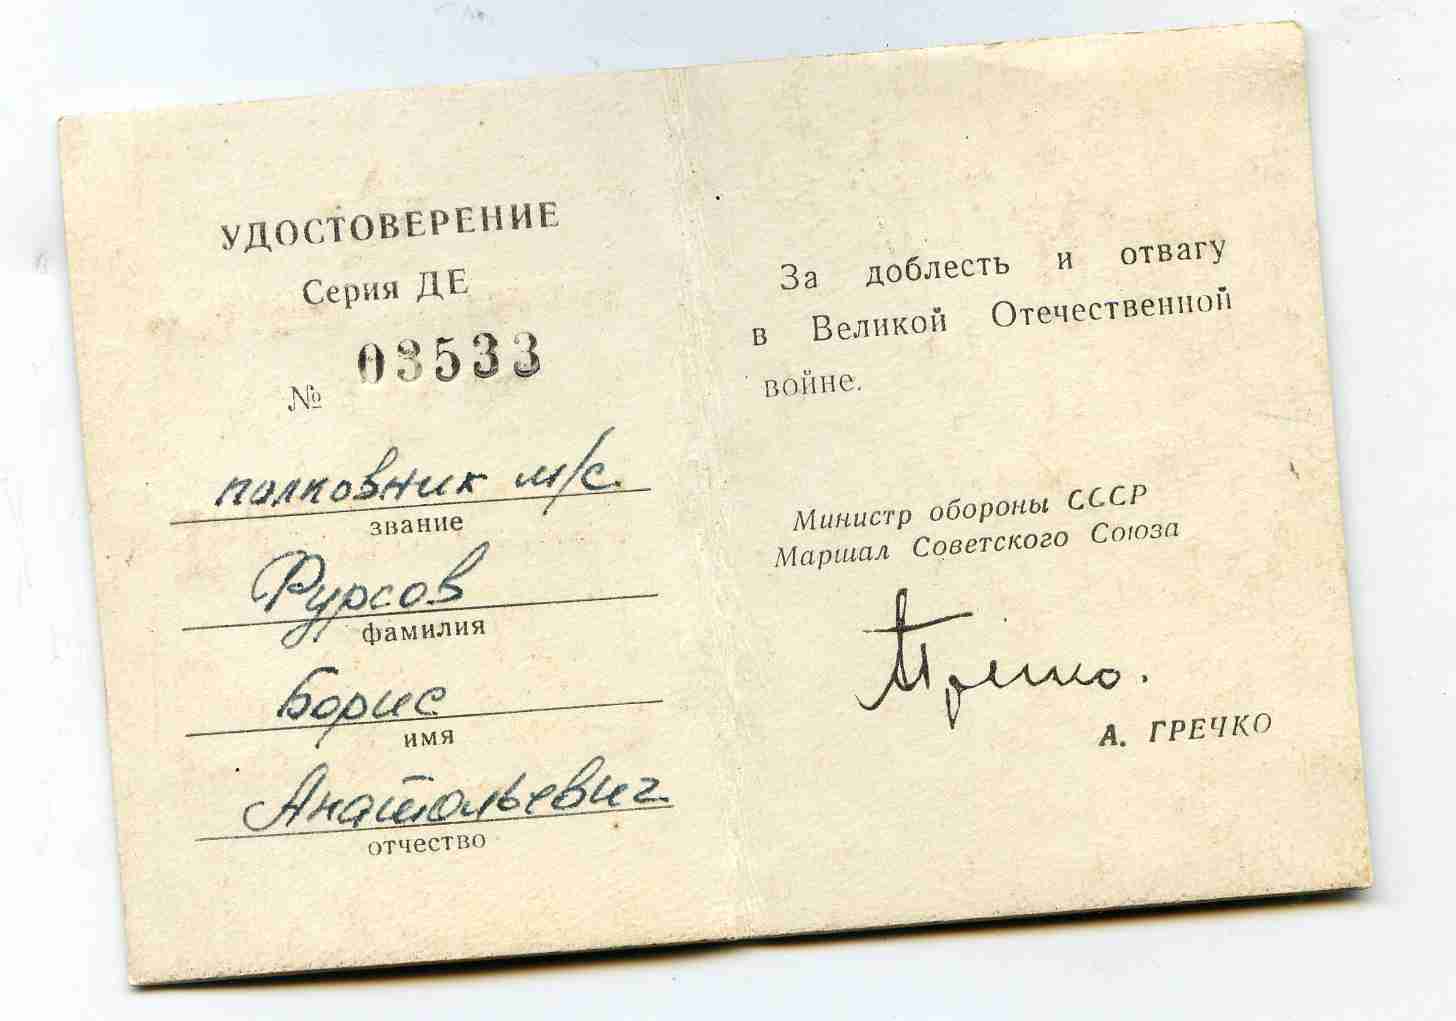 УДОСТОВЕРЕНИЕ
Серия ДЕ
№ 03533
полковник м/с.
звание
Фурсов
фамилия
Борис
имя
Анатольевич
отчество
За доблесть и отвагу
в Великой Отечественной
войне.
Министр обороны СССР
Маршал Советского Союза
Гречко.
А. ГРЕЧКО